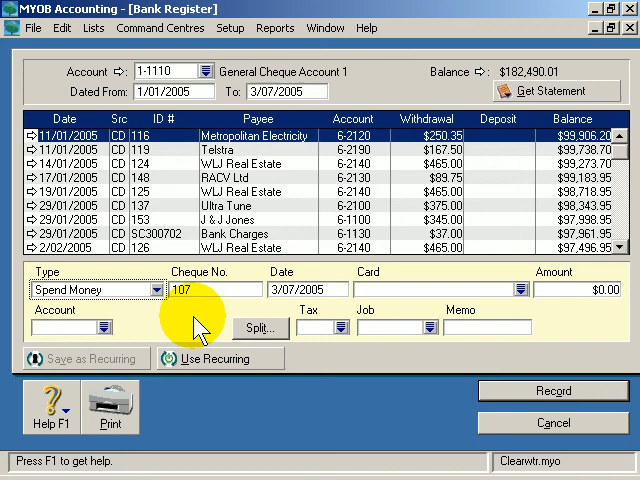 MYOB Accounting - [Bank Register]
File Edit Lists Command Centres Setup Reports Window Help
Account 1-1110 General Cheque Account 1 Balance $182,490.01
Dated From: 1/01/2005 To: 3/07/2005 Get Statement
Date Src ID # Payee Account Withdrawal Deposit Balance
11/01/2005 CD 116 Metropolitan Electricity 6-2120 $250.35 $99,906.20
11/01/2005 CD 119 Telstra 6-2190 $167.50 $99,738.70
14/01/2005 CD 124 WLJ Real Estate 6-2140 $465.00 $99,273.70
17/01/2005 CD 148 RACV Ltd 6-2130 $89.75 $99,183.95
19/01/2005 CD 125 WLJ Real Estate 6-2140 $465.00 $98,718.95
29/01/2005 CD 137 Ultra Tune 6-2100 $375.00 $98,343.95
29/01/2005 CD 153 J & J Jones 6-1100 $345.00 $97,998.95
29/01/2005 CD SC300702 Bank Charges 6-1130 $37.00 $97,961.95
2/02/2005 CD 126 WLJ Real Estate 6-2140 $465.00 $97,496.95
Type Cheque No. Date Card Amount
Spend Money 107 3/07/2005 $0.00
Account Split... Tax Job Memo
Save as Recurring Use Recurring
Help F1 Print
Record
Cancel
Press F1 to get help. Clearwtr.myo